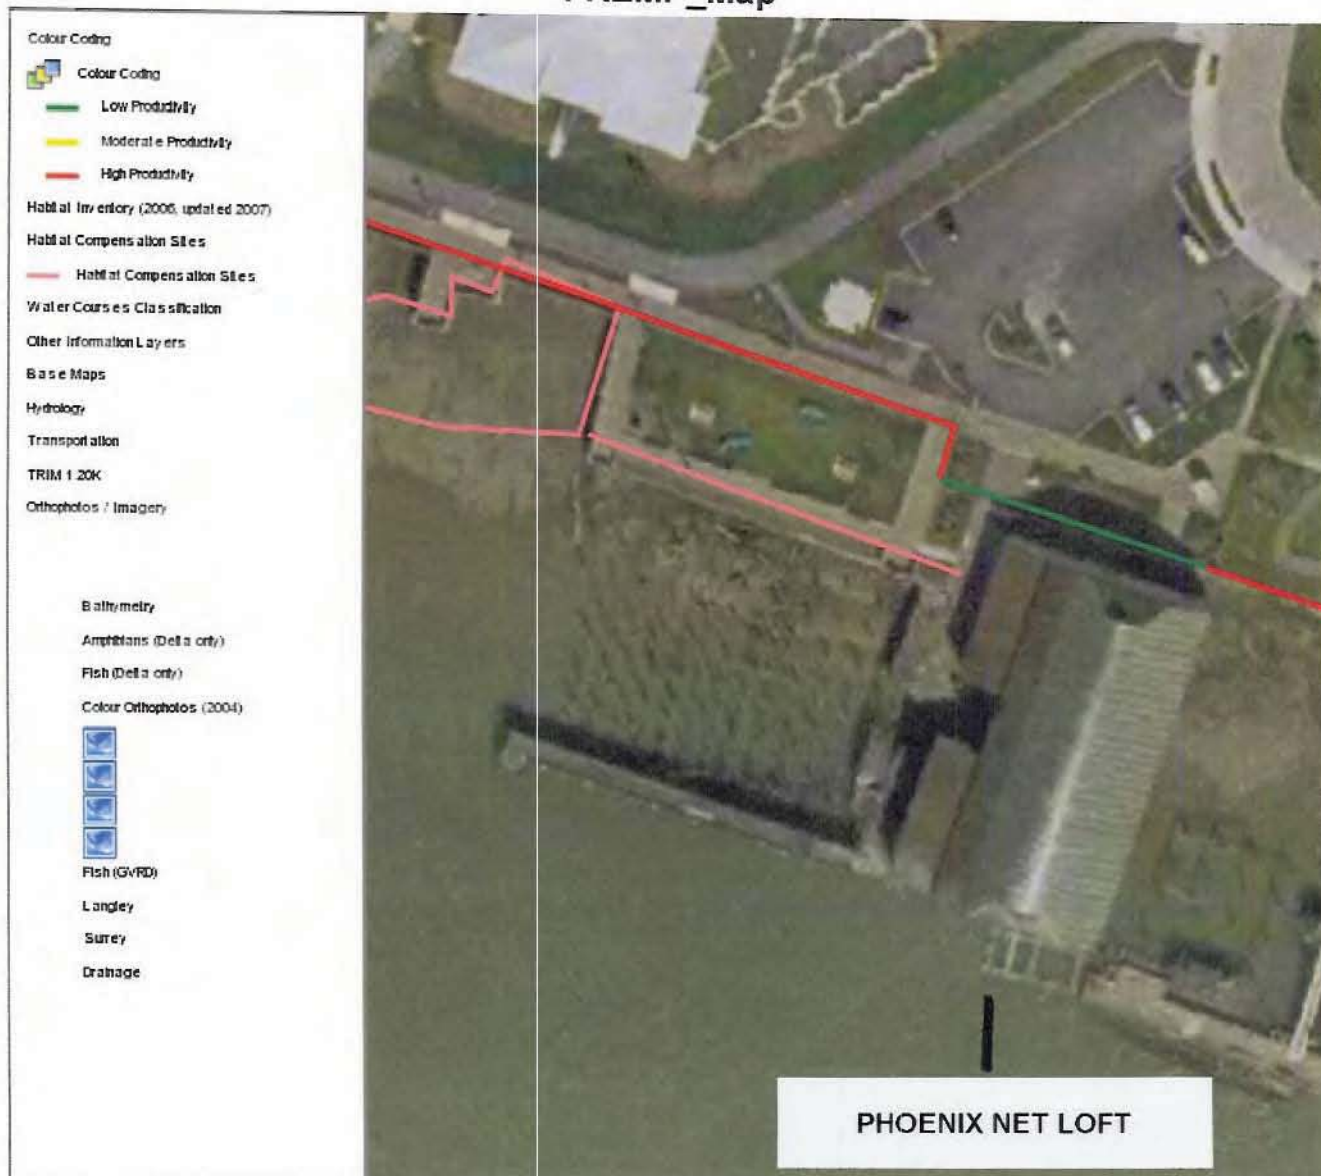 Colour Coding
Colour Coding
Low Productivity
Moderate Productivity
High Productivity
Habitat Inventory (2006, updated 2007)
Habitat Compensation Sites
Habitat Compensation Sites
Water Courses Classification
Other Information Layers
Base Maps
Hydrology
Transportation
TRIM 1 20K
Orthophotos / Imagery
Bathymetry
Amphibians (Delta only)
Fish (Delta only)
Colour Orthophotos (2004)
Fish (GVRD)
Langley
Surrey
Drainage
PHOENIX NET LOFT